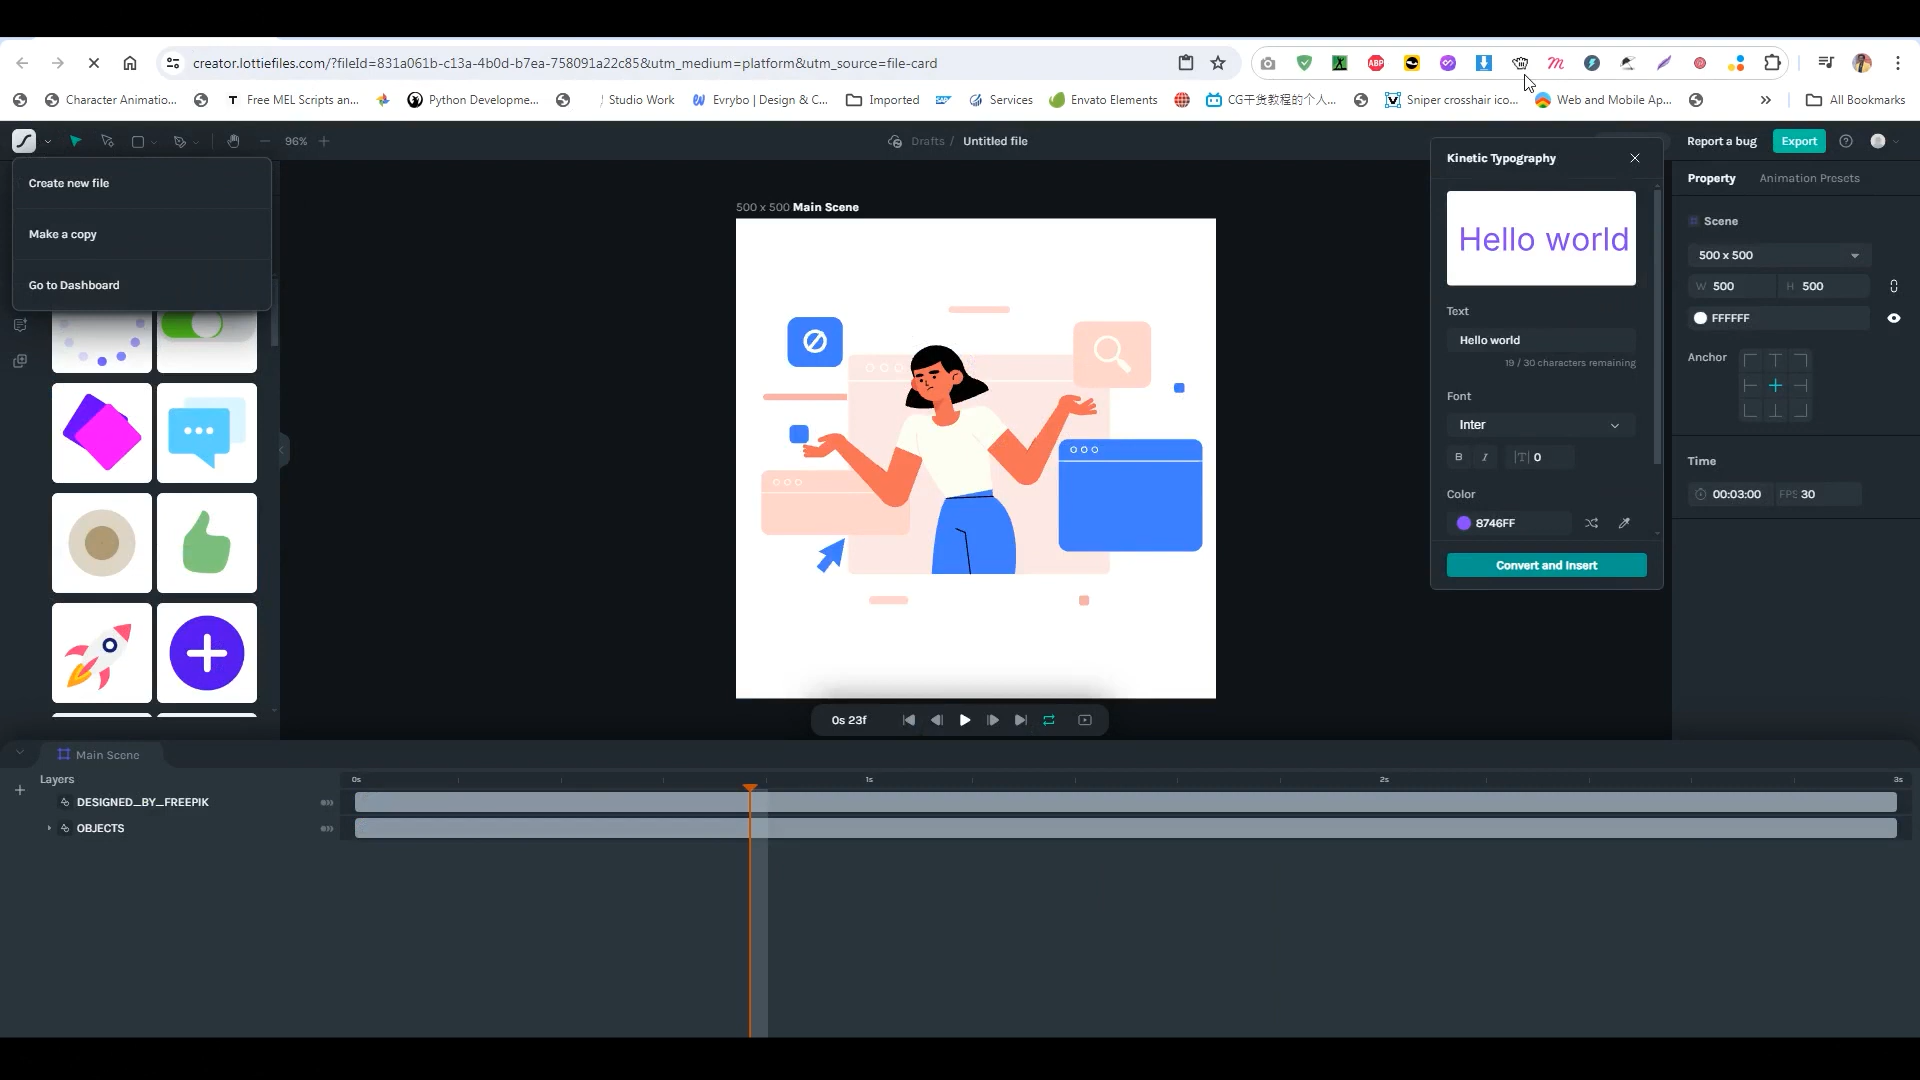 creator.lottiefiles.com/?fileId=831a061b-c13a-4b0d-b7ea-758091a22c85&utm_medium=platform&utm_source=file-card
ABP
Character Animatio...
T Free MEL Scripts an...
Python Developme...
Studio Work
Evrybo | Design & C...
Imported
Services
Envato Elements
CG干货教程的个人...
Sniper crosshair ico...
Web and Mobile Ap...
All Bookmarks
96%
Drafts / Untitled file
Report a bug
Export
Create new file
Make a copy
Go to Dashboard
500 x 500 Main Scene
Kinetic Typography
Hello world
Text
Hello world
19 / 30 characters remaining
Font
Inter
B I |T| 0
Color
8746FF
Convert and Insert
Property
Animation Presets
Scene
500 x 500
W 500 H 500
FFFFFF
Anchor
Time
00:03:00 FPS 30
0s 23f
Main Scene
Layers
0s 1s 2s 3s
DESIGNED_BY_FREEPIK
OBJECTS